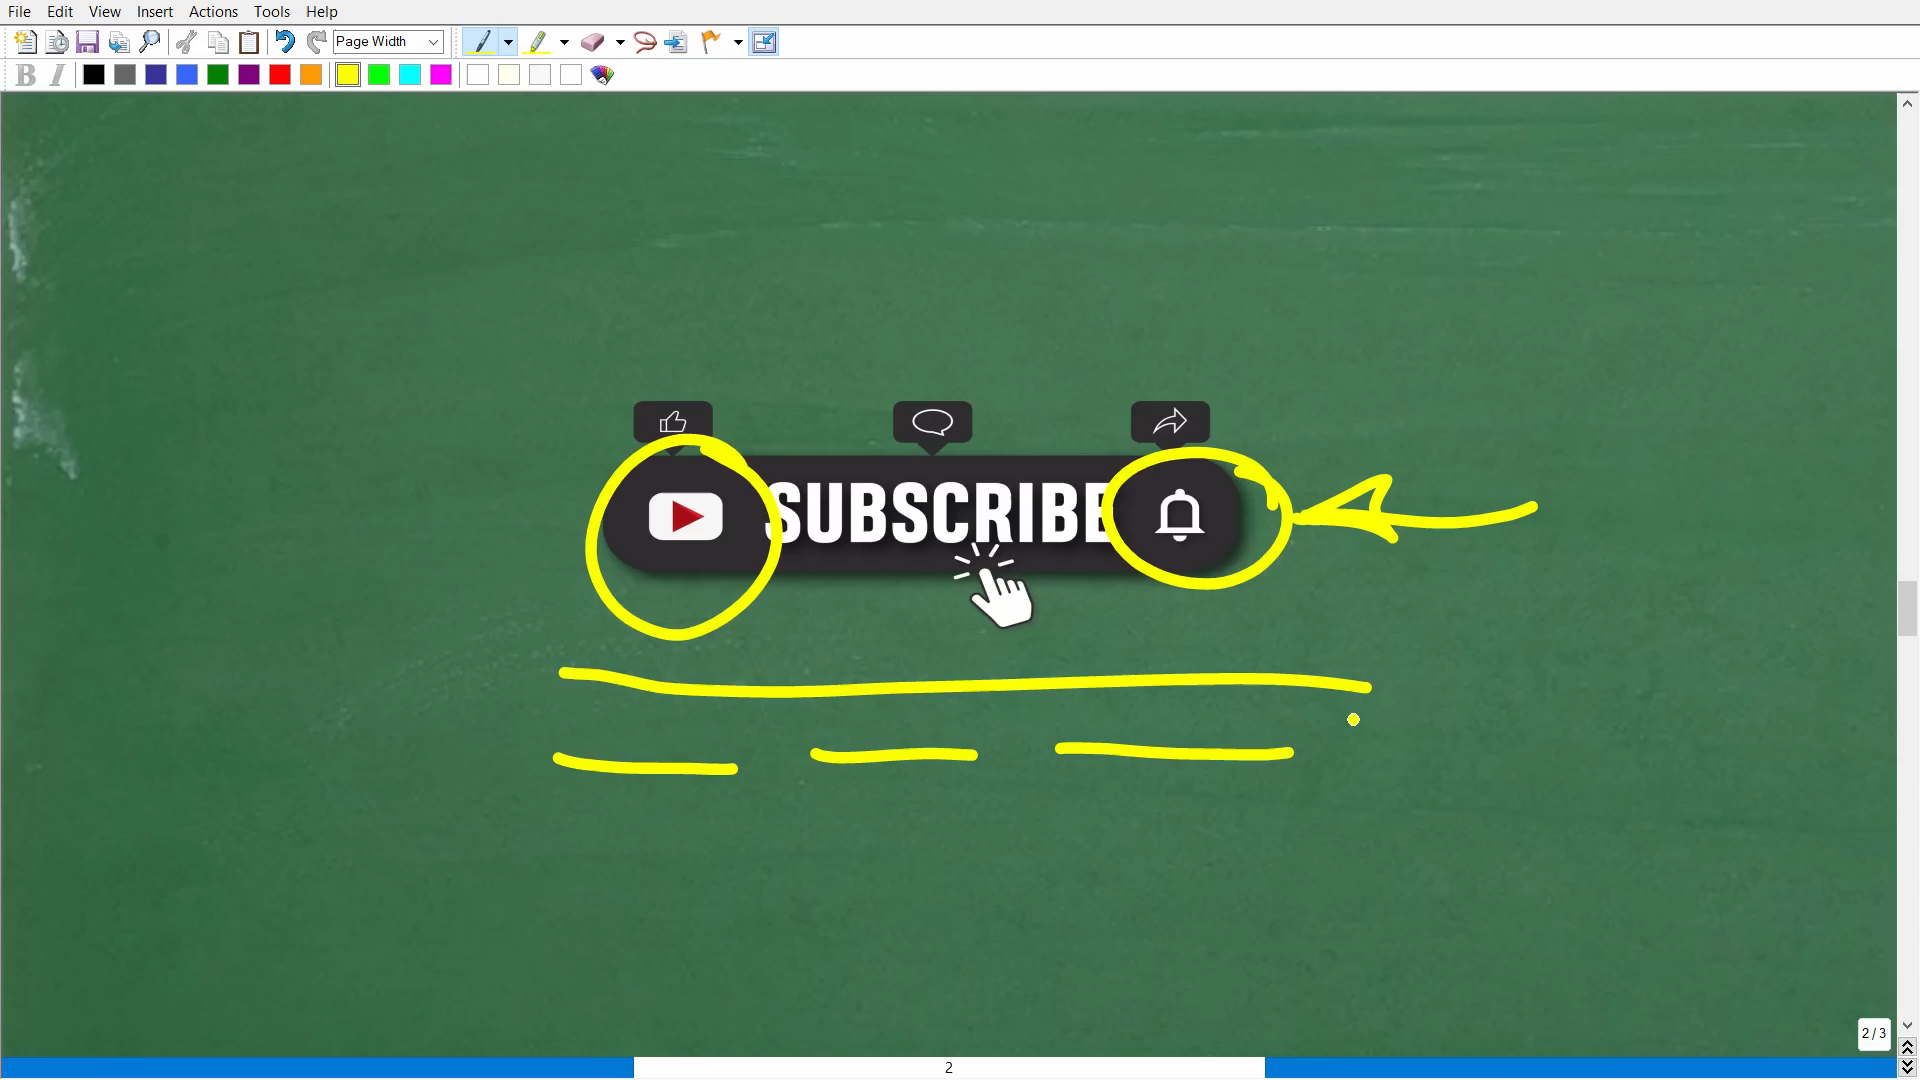 File Edit View Insert Actions Tools Help
Page Width
B I
SUBSCRIBE
2 / 3
2